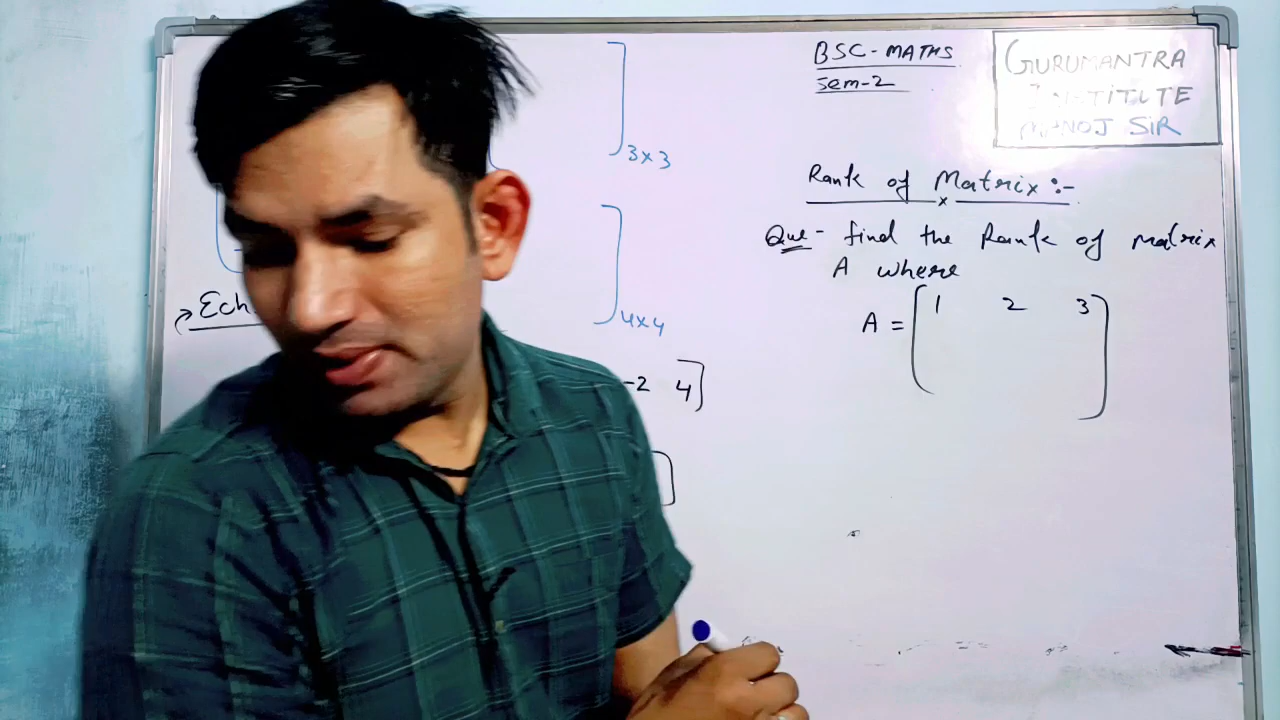 BSC-MATHS
Sem-2
GURUMANTRA
INSTITUTE
MANOJ SIR
3x3
Rank of Matrix :-
Que - find the Rank of matrix
A where
→ Ech
4x4
A = [ 1 2 3 ]
-2 4]